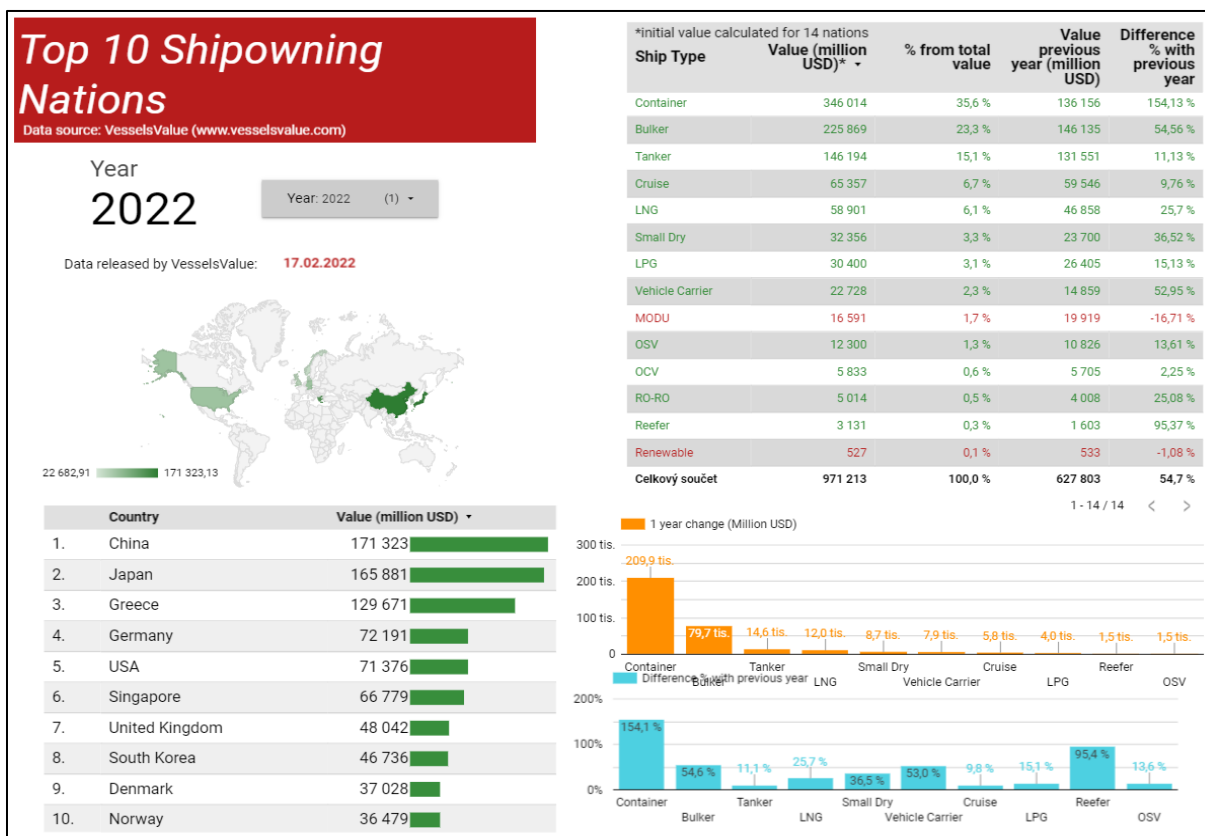 Top 10 Shipowning
Nations
Data source: VesselsValue (www.vesselsvalue.com)
Year
2022
Year: 2022 (1)
Data released by VesselsValue: 17.02.2022
22 682,91 171 323,13
Country Value (million USD)
1. China 171 323
2. Japan 165 881
3. Greece 129 671
4. Germany 72 191
5. USA 71 376
6. Singapore 66 779
7. United Kingdom 48 042
8. South Korea 46 736
9. Denmark 37 028
10. Norway 36 479
*initial value calculated for 14 nations
Ship Type Value (million USD)* % from total value Value previous year (million USD) Difference % with previous year
Container 346 014 35,6 % 136 156 154,13 %
Bulker 225 869 23,3 % 146 135 54,56 %
Tanker 146 194 15,1 % 131 551 11,13 %
Cruise 65 357 6,7 % 59 546 9,76 %
LNG 58 901 6,1 % 46 858 25,7 %
Small Dry 32 356 3,3 % 23 700 36,52 %
LPG 30 400 3,1 % 26 405 15,13 %
Vehicle Carrier 22 728 2,3 % 14 859 52,95 %
MODU 16 591 1,7 % 19 919 -16,71 %
OSV 12 300 1,3 % 10 826 13,61 %
OCV 5 833 0,6 % 5 705 2,25 %
RO-RO 5 014 0,5 % 4 008 25,08 %
Reefer 3 131 0,3 % 1 603 95,37 %
Renewable 527 0,1 % 533 -1,08 %
Celkový součet 971 213 100,0 % 627 803 54,7 %
1 - 14 / 14 < >
1 year change (Million USD)
300 tis.
200 tis.
100 tis.
0
209,9 tis. 79,7 tis. 14,6 tis. 12,0 tis. 8,7 tis. 7,9 tis. 5,8 tis. 4,0 tis. 1,5 tis. 1,5 tis.
Container Tanker Small Dry Cruise Reefer
Bulker LNG Vehicle Carrier LPG OSV
Difference % with previous year
200%
100%
0%
154,1 % 54,6 % 11,1 % 25,7 % 36,5 % 53,0 % 9,8 % 15,1 % 95,4 % 13,6 %
Container Tanker Small Dry Cruise Reefer
Bulker LNG Vehicle Carrier LPG OSV